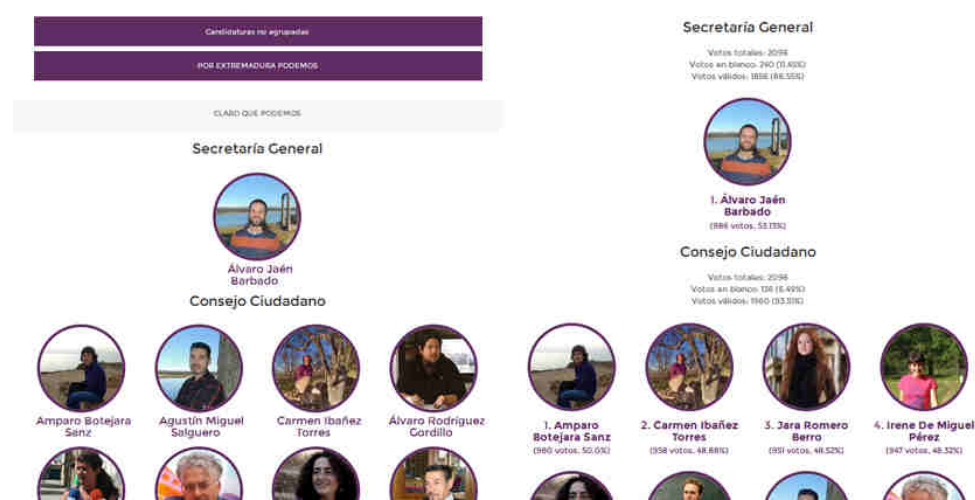 Candidaturas no agrupadas
POR EXTREMADURA PODEMOS
CLARO QUE PODEMOS
Secretaría General
Álvaro Jaén
Barbado
Consejo Ciudadano
Amparo Botejara
Sanz
Agustín Miguel
Salguero
Carmen Ibañez
Torres
Álvaro Rodríguez
Gordillo
Secretaría General
Votos totales: 2096
Votos en blanco: 240 (11.45%)
Votos válidos: 1856 (88.55%)
1. Álvaro Jaén
Barbado
(986 votos, 53.13%)
Consejo Ciudadano
Votos totales: 2096
Votos en blanco: 136 (6.49%)
Votos válidos: 1960 (93.51%)
1. Amparo
Botejara Sanz
(980 votos, 50.0%)
2. Carmen Ibañez
Torres
(958 votos, 48.88%)
3. Jara Romero
Berro
(951 votos, 48.52%)
4. Irene De Miguel
Pérez
(947 votos, 48.32%)